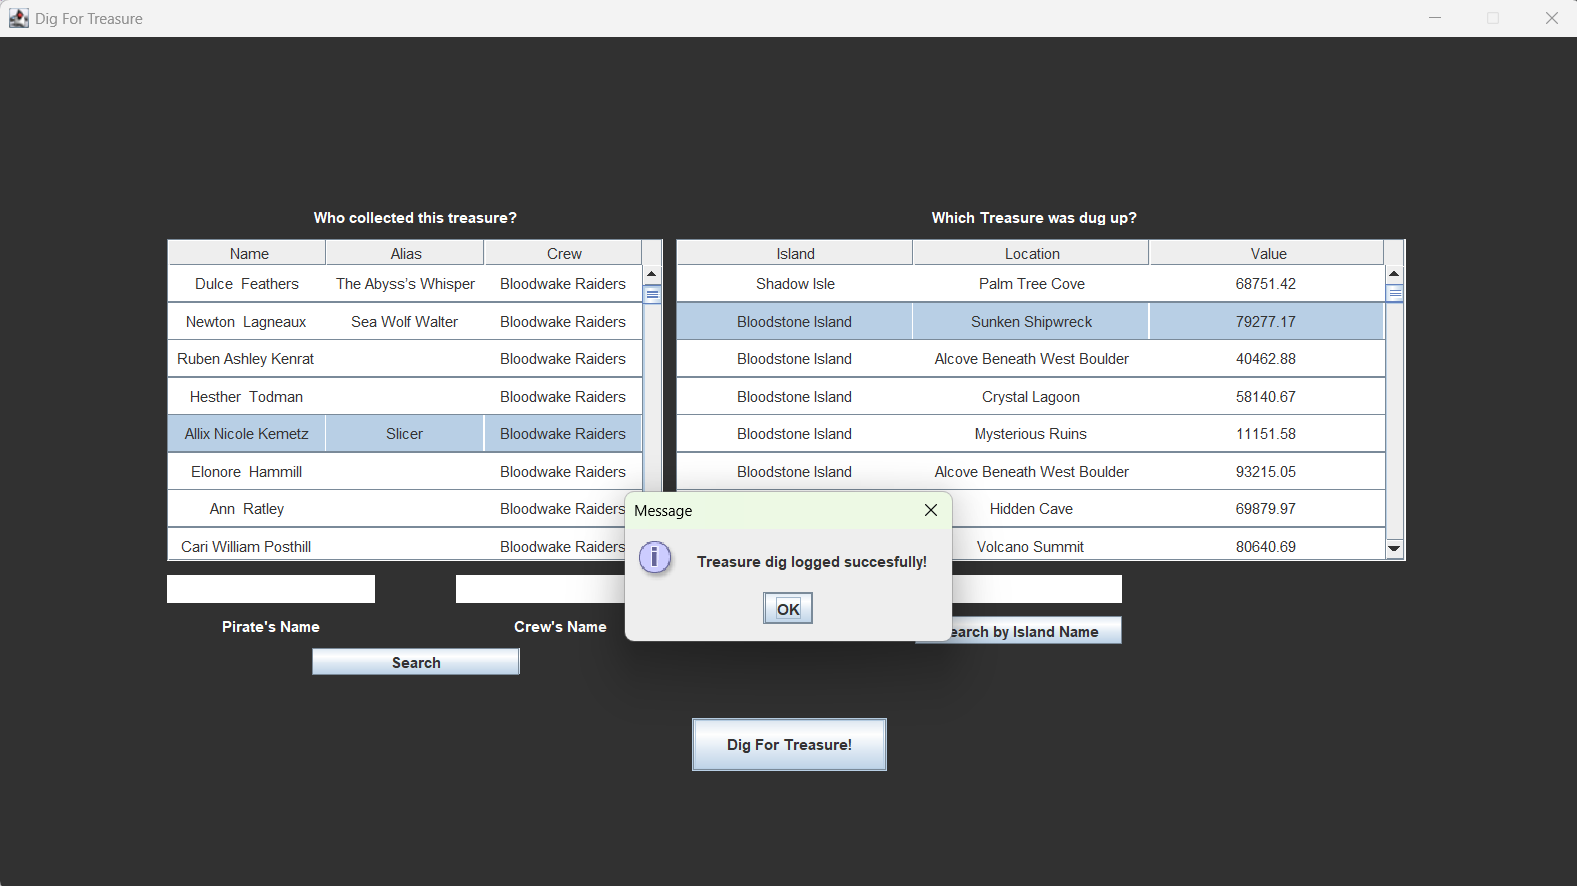 Dig For Treasure
Who collected this treasure?
Name Alias Crew
Dulce  Feathers The Abyss's Whisper Bloodwake Raiders
Newton  Lagneaux Sea Wolf Walter Bloodwake Raiders
Ruben Ashley Kenrat Bloodwake Raiders
Hesther  Todman Bloodwake Raiders
Allix Nicole Kemetz Slicer Bloodwake Raiders
Elonore  Hammill Bloodwake Raiders
Ann  Ratley Bloodwake Raiders
Cari William Posthill Bloodwake Raiders
Pirate's Name
Crew's Name
Search
Which Treasure was dug up?
Island Location Value
Shadow Isle Palm Tree Cove 68751.42
Bloodstone Island Sunken Shipwreck 79277.17
Bloodstone Island Alcove Beneath West Boulder 40462.88
Bloodstone Island Crystal Lagoon 58140.67
Bloodstone Island Mysterious Ruins 11151.58
Bloodstone Island Alcove Beneath West Boulder 93215.05
Hidden Cave 69879.97
Volcano Summit 80640.69
earch by Island Name
Message
Treasure dig logged succesfully!
OK
Dig For Treasure!